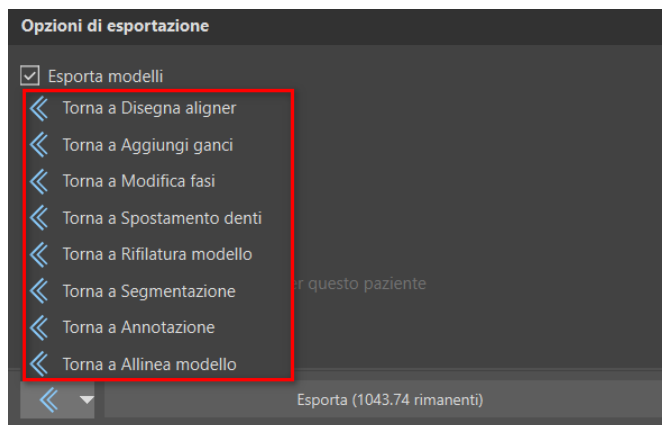 Opzioni di esportazione
Esporta modelli
Torna a Disegna aligner
Torna a Aggiungi ganci
Torna a Modifica fasi
Torna a Spostamento denti
Torna a Rifilatura modello
Torna a Segmentazione
per questo paziente
Torna a Annotazione
Torna a Allinea modello
Esporta (1043.74 rimanenti)